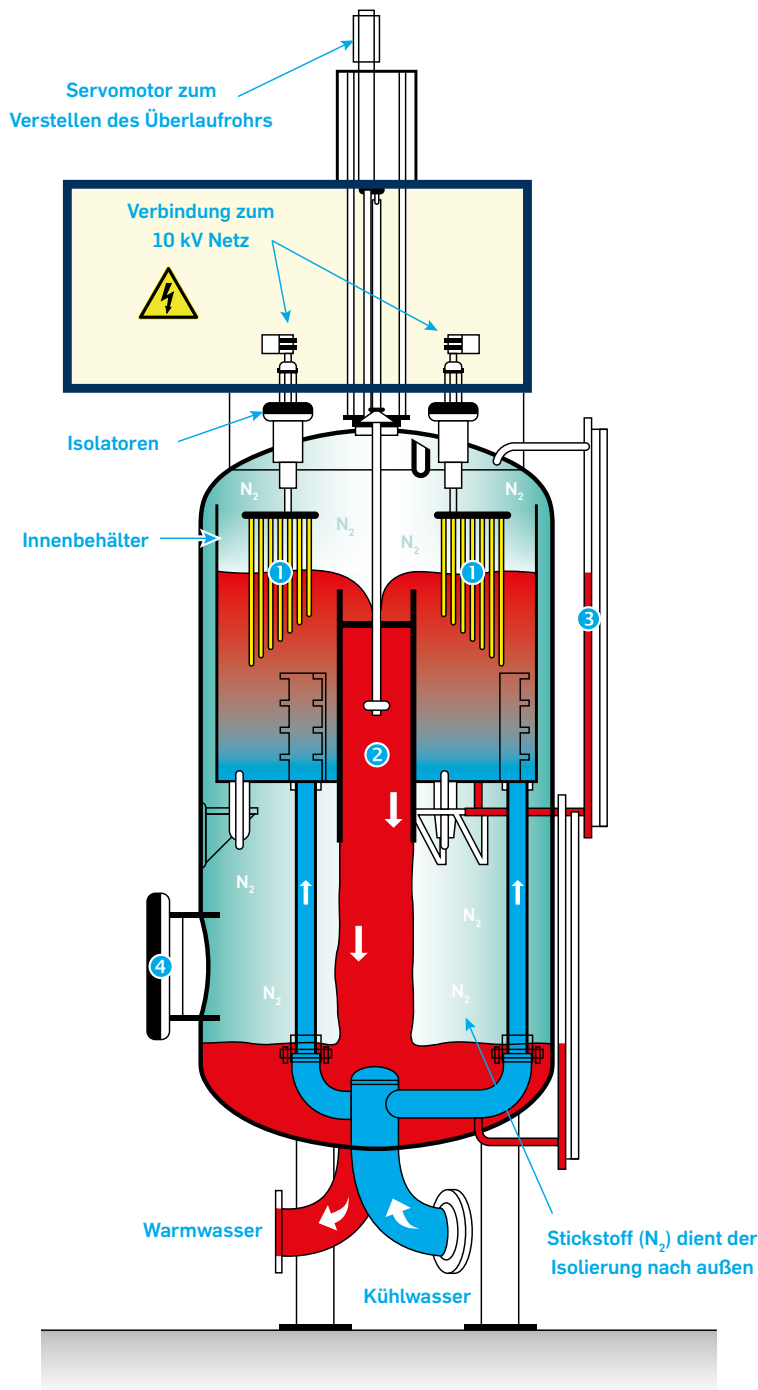 Servomotor zum
Verstellen des Überlaufrohrs
Verbindung zum
10 kV Netz
Isolatoren
N₂
N₂
N₂
N₂
Innenbehälter
1
1
3
2
N₂
N₂
4
N₂
N₂
Warmwasser
Kühlwasser
Stickstoff (N₂) dient der
Isolierung nach außen